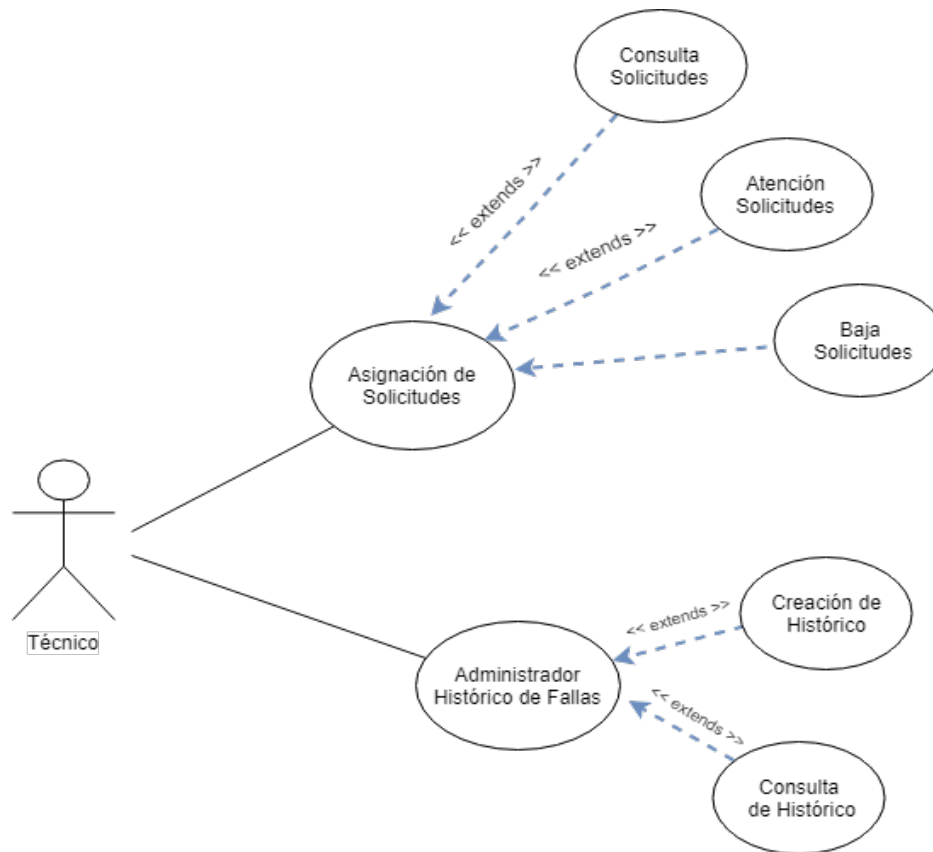 Consulta
Solicitudes
<< extends >>
Atención
Solicitudes
<< extends >>
Baja
Solicitudes
Asignación de
Solicitudes
Técnico
Creación de
Histórico
<< extends >>
Administrador
Histórico de Fallas
<< extends >>
Consulta
de Histórico